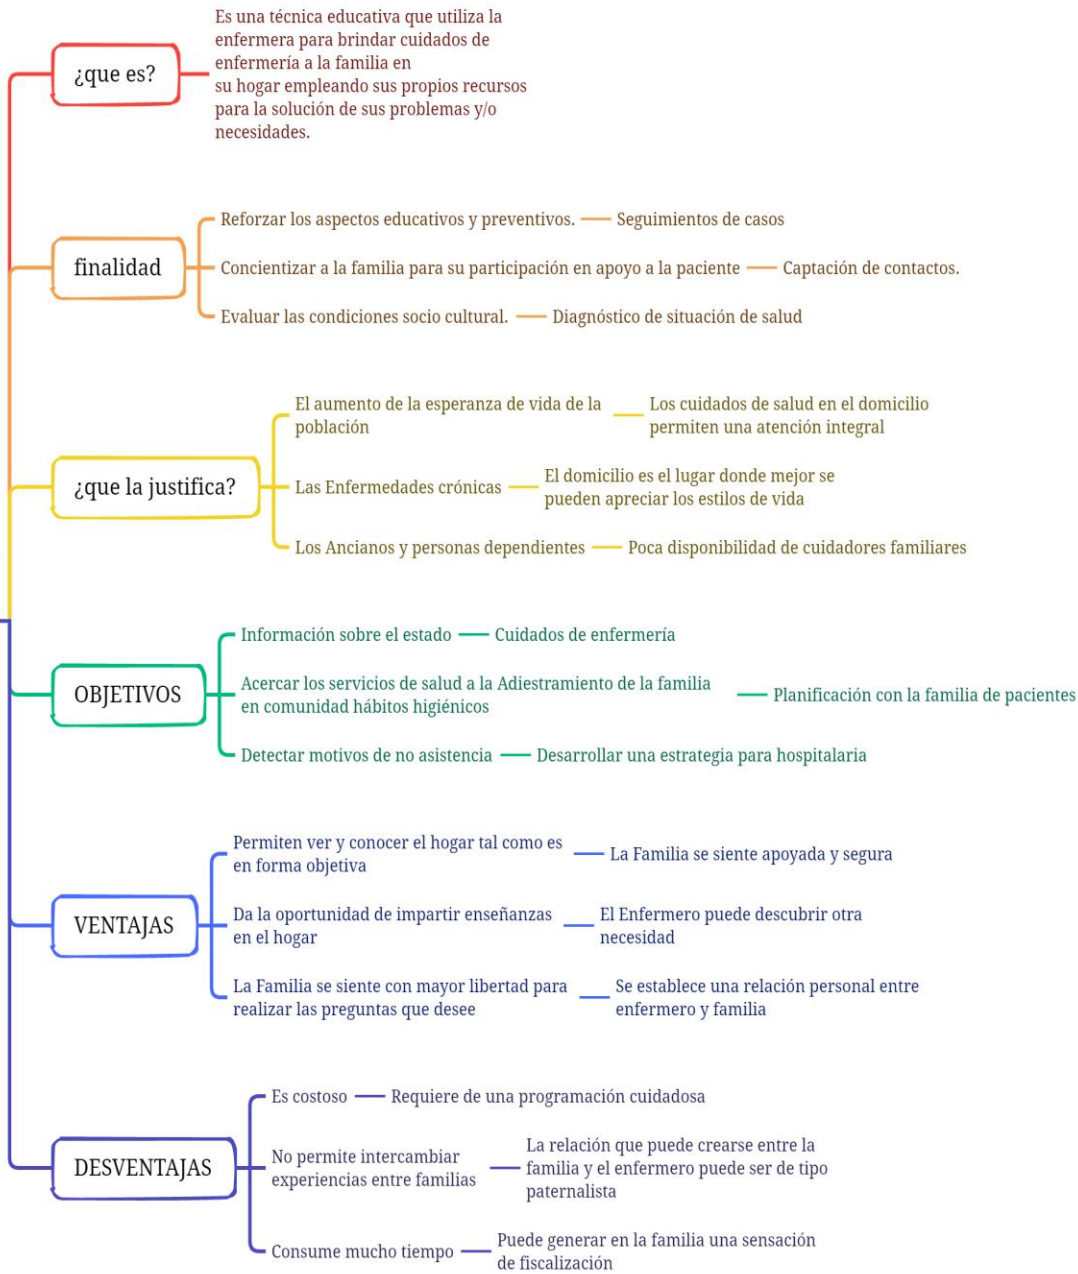 ¿que es?
Es una técnica educativa que utiliza la
enfermera para brindar cuidados de
enfermería a la familia en
su hogar empleando sus propios recursos
para la solución de sus problemas y/o
necesidades.
finalidad
Reforzar los aspectos educativos y preventivos.
Seguimientos de casos
Concientizar a la familia para su participación en apoyo a la paciente
Captación de contactos.
Evaluar las condiciones socio cultural.
Diagnóstico de situación de salud
¿que la justifica?
El aumento de la esperanza de vida de la
población
Los cuidados de salud en el domicilio
permiten una atención integral
Las Enfermedades crónicas
El domicilio es el lugar donde mejor se
pueden apreciar los estilos de vida
Los Ancianos y personas dependientes
Poca disponibilidad de cuidadores familiares
OBJETIVOS
Información sobre el estado
Cuidados de enfermería
Acercar los servicios de salud a la Adiestramiento de la familia
en comunidad hábitos higiénicos
Planificación con la familia de pacientes
Detectar motivos de no asistencia
Desarrollar una estrategia para hospitalaria
VENTAJAS
Permiten ver y conocer el hogar tal como es
en forma objetiva
La Familia se siente apoyada y segura
Da la oportunidad de impartir enseñanzas
en el hogar
El Enfermero puede descubrir otra
necesidad
La Familia se siente con mayor libertad para
realizar las preguntas que desee
Se establece una relación personal entre
enfermero y familia
DESVENTAJAS
Es costoso
Requiere de una programación cuidadosa
No permite intercambiar
experiencias entre familias
La relación que puede crearse entre la
familia y el enfermero puede ser de tipo
paternalista
Consume mucho tiempo
Puede generar en la familia una sensación
de fiscalización